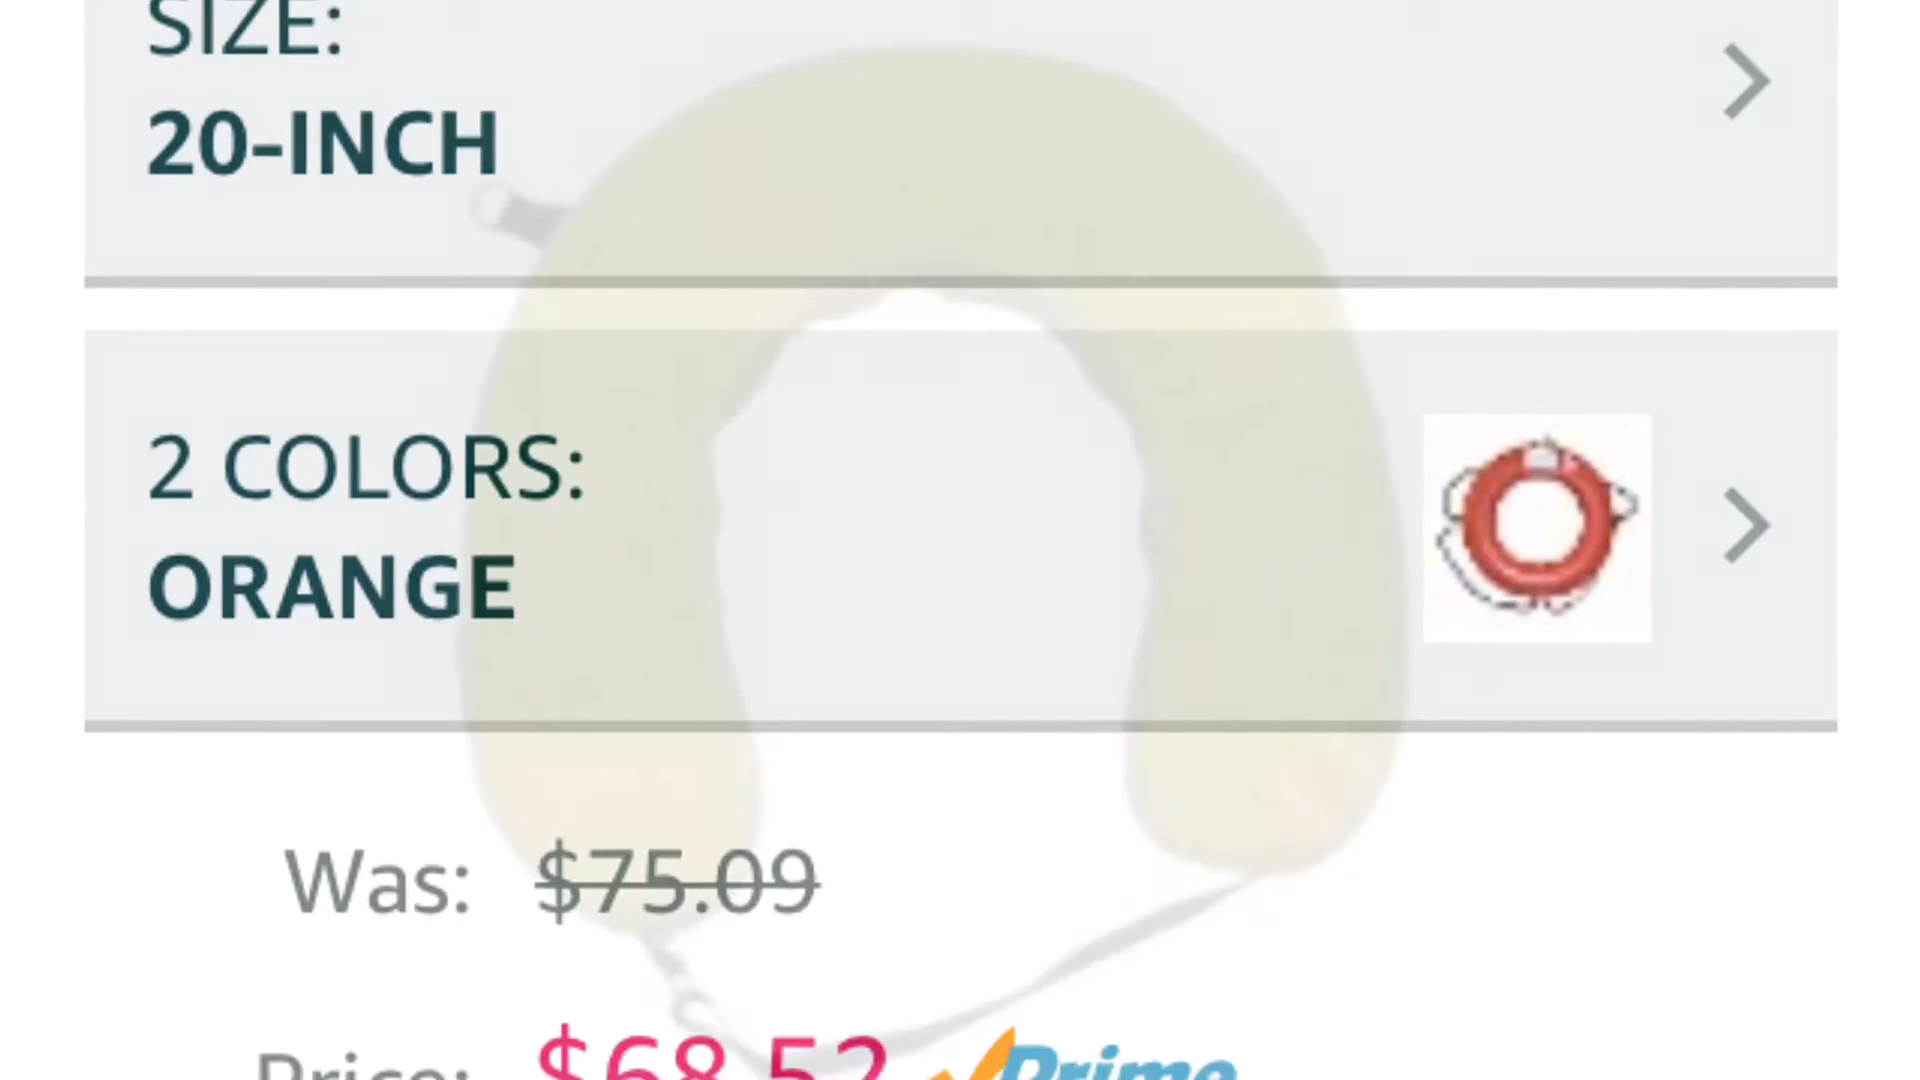 SIZE:
20-INCH
2 COLORS:
ORANGE
Was: $75.09
Price: $68.52 Prime